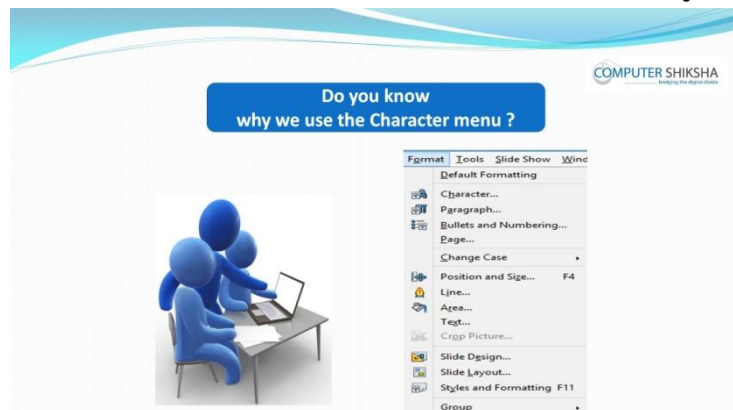 COMPUTER SHIKSHA
bridging the digital divide
Do you know
why we use the Character menu ?
Format Tools Slide Show Wind
Default Formatting
Character...
Paragraph...
Bullets and Numbering...
Page...
Change Case
Position and Size... F4
Line...
Area...
Text...
Crop Picture...
Slide Design...
Slide Layout...
Styles and Formatting F11
Group